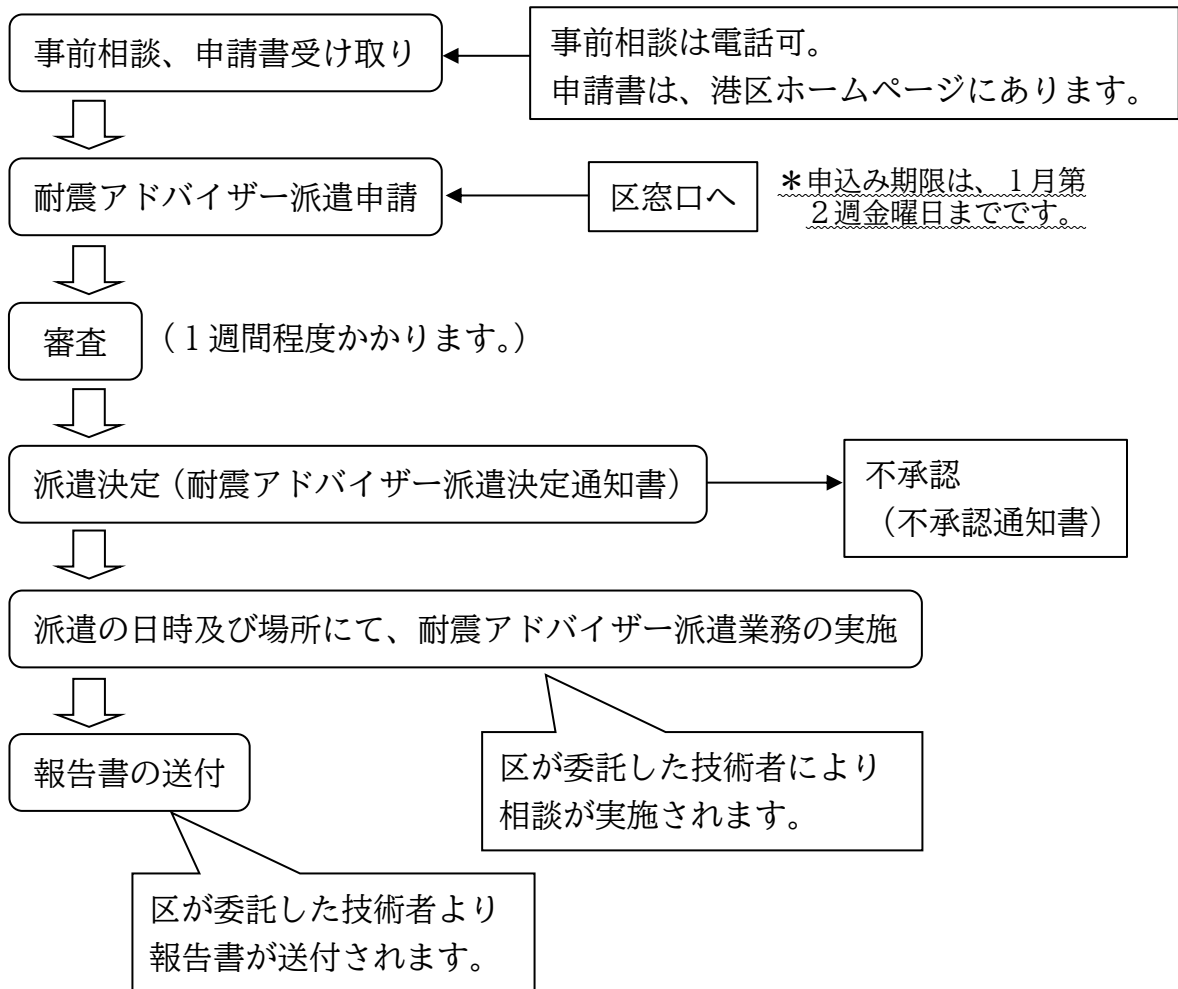 事前相談、申請書受け取り
事前相談は電話可。
申請書は、港区ホームページにあります。
耐震アドバイザー派遣申請
区窓口へ
＊申込み期限は、１月第
２週金曜日までです。
審査
（１週間程度かかります。）
派遣決定（耐震アドバイザー派遣決定通知書）
不承認
（不承認通知書）
派遣の日時及び場所にて、耐震アドバイザー派遣業務の実施
区が委託した技術者により
相談が実施されます。
報告書の送付
区が委託した技術者より
報告書が送付されます。